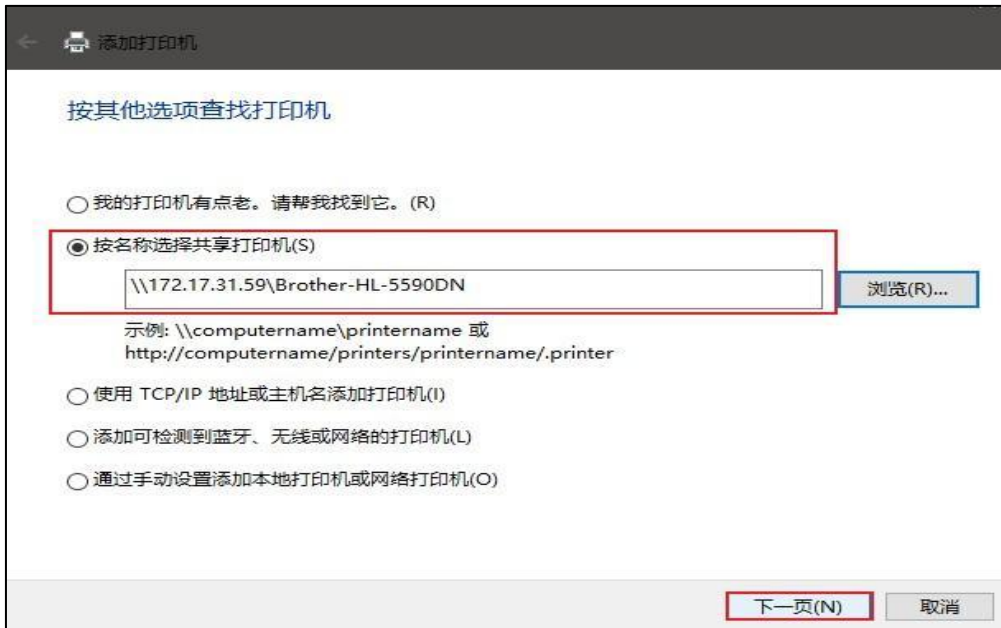 添加打印机
按其他选项查找打印机
我的打印机有点老。请帮我找到它。(R)
按名称选择共享打印机(S)
\\172.17.31.59\Brother-HL-5590DN
浏览(R)...
示例: \\computername\printername 或
http://computername/printers/printername/.printer
使用 TCP/IP 地址或主机名添加打印机(I)
添加可检测到蓝牙、无线或网络的打印机(L)
通过手动设置添加本地打印机或网络打印机(O)
下一页(N)
取消